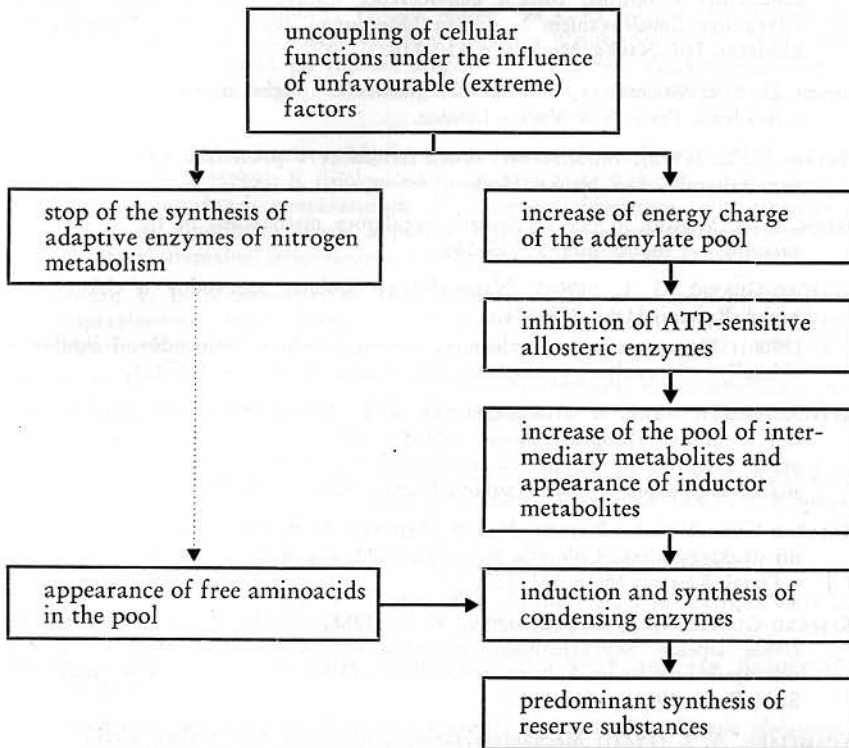 uncoupling of cellular
functions under the influence
of unfavourable (extreme)
factors
stop of the synthesis of
adaptive enzymes of nitrogen
metabolism
increase of energy charge
of the adenylate pool
inhibition of ATP-sensitive
allosteric enzymes
increase of the pool of inter-
mediary metabolites and
appearance of inductor
metabolites
appearance of free aminoacids
in the pool
induction and synthesis of
condensing enzymes
predominant synthesis of
reserve substances